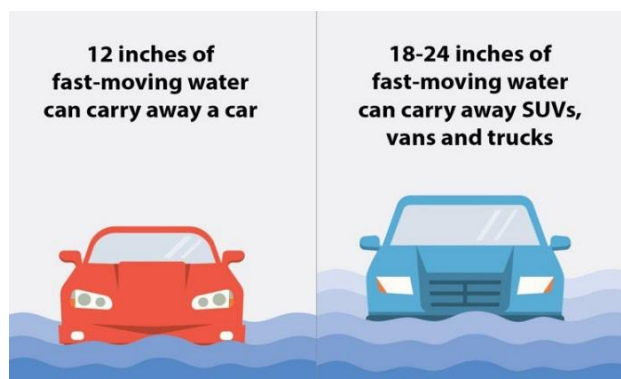 12 inches of
fast-moving water
can carry away a car
18-24 inches of
fast-moving water
can carry away SUVs,
vans and trucks